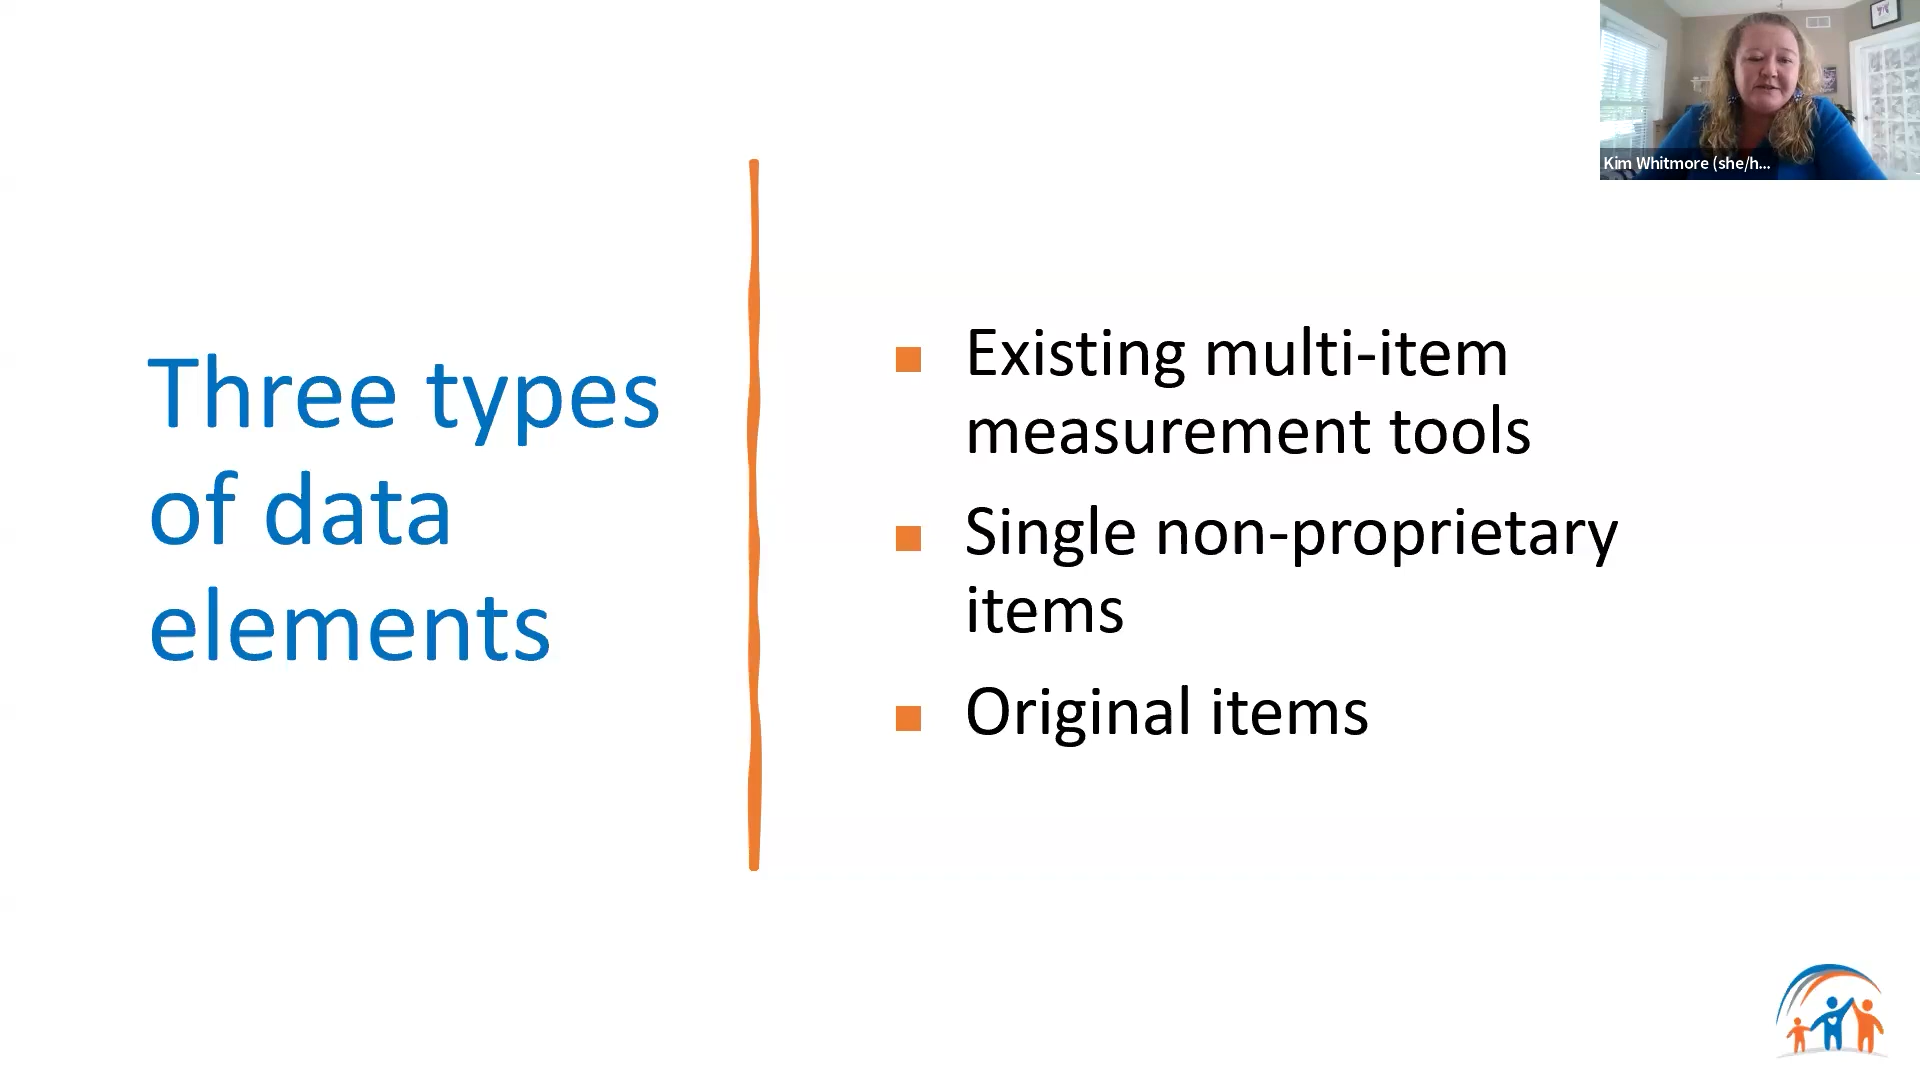 Three types
of data
elements
Existing multi-item
measurement tools
Single non-proprietary
items
Original items
Kim Whitmore (she/h...